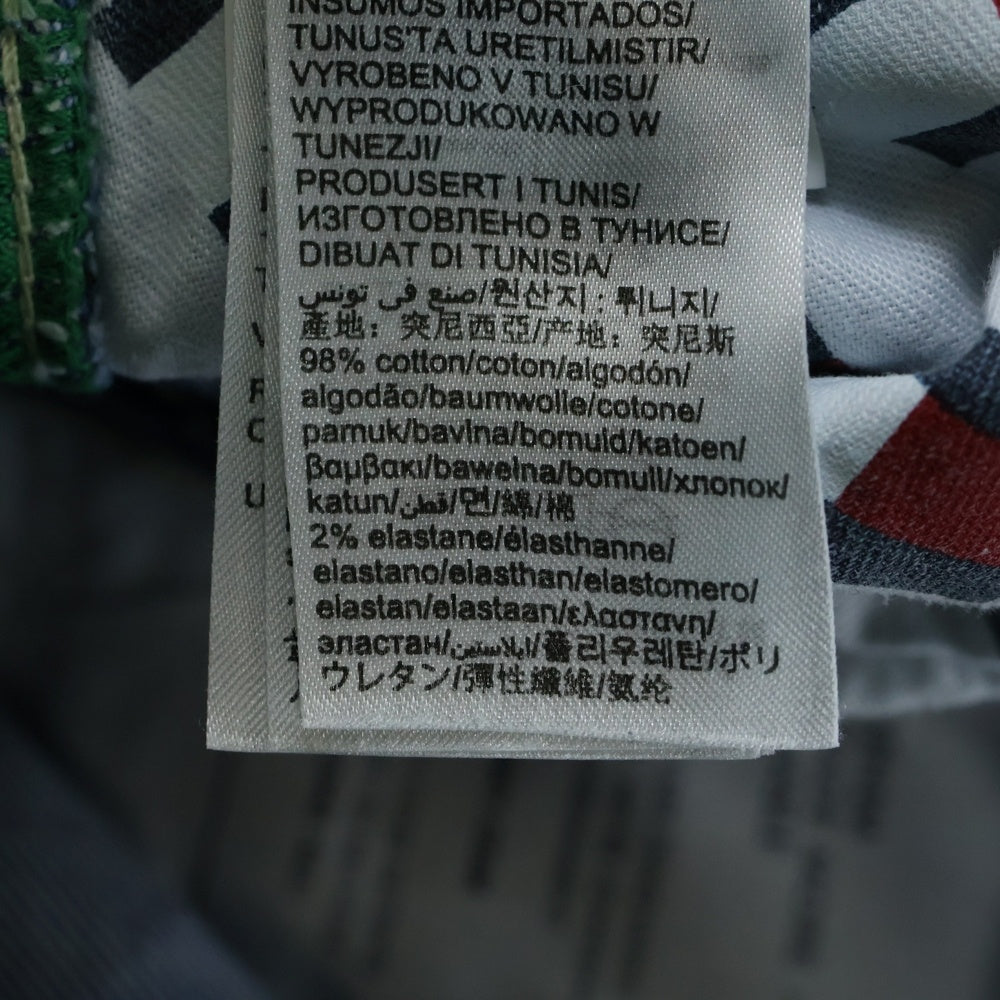 INSUMOS IMPORTADOS/
TUNUS'TA URETILMISTIR/
VYROBENO V TUNISU/
WYPRODUKOWANO W
TUNEZJI/
PRODUSERT I TUNIS/
ИЗГОТОВЛЕНО В ТУНИСЕ/
DIBUAT DI TUNISIA/
صنع في تونس/원산지 : 튀니지/
產地：突尼西亞/产地：突尼斯
98% cotton/coton/algodón/
algodão/baumwolle/cotone/
pamuk/bavlna/bomuld/katoen/
βαμβακι/bawełna/bomull/хлопок/
katun/قطن/면/綿/棉
2% elastane/élasthanne/
elastano/elasthan/elastomero/
elastan/elastaan/ελαστανη/
эластан/ايلاستين/폴리우레탄/ポリ
ウレタン/彈性纖維/氨纶